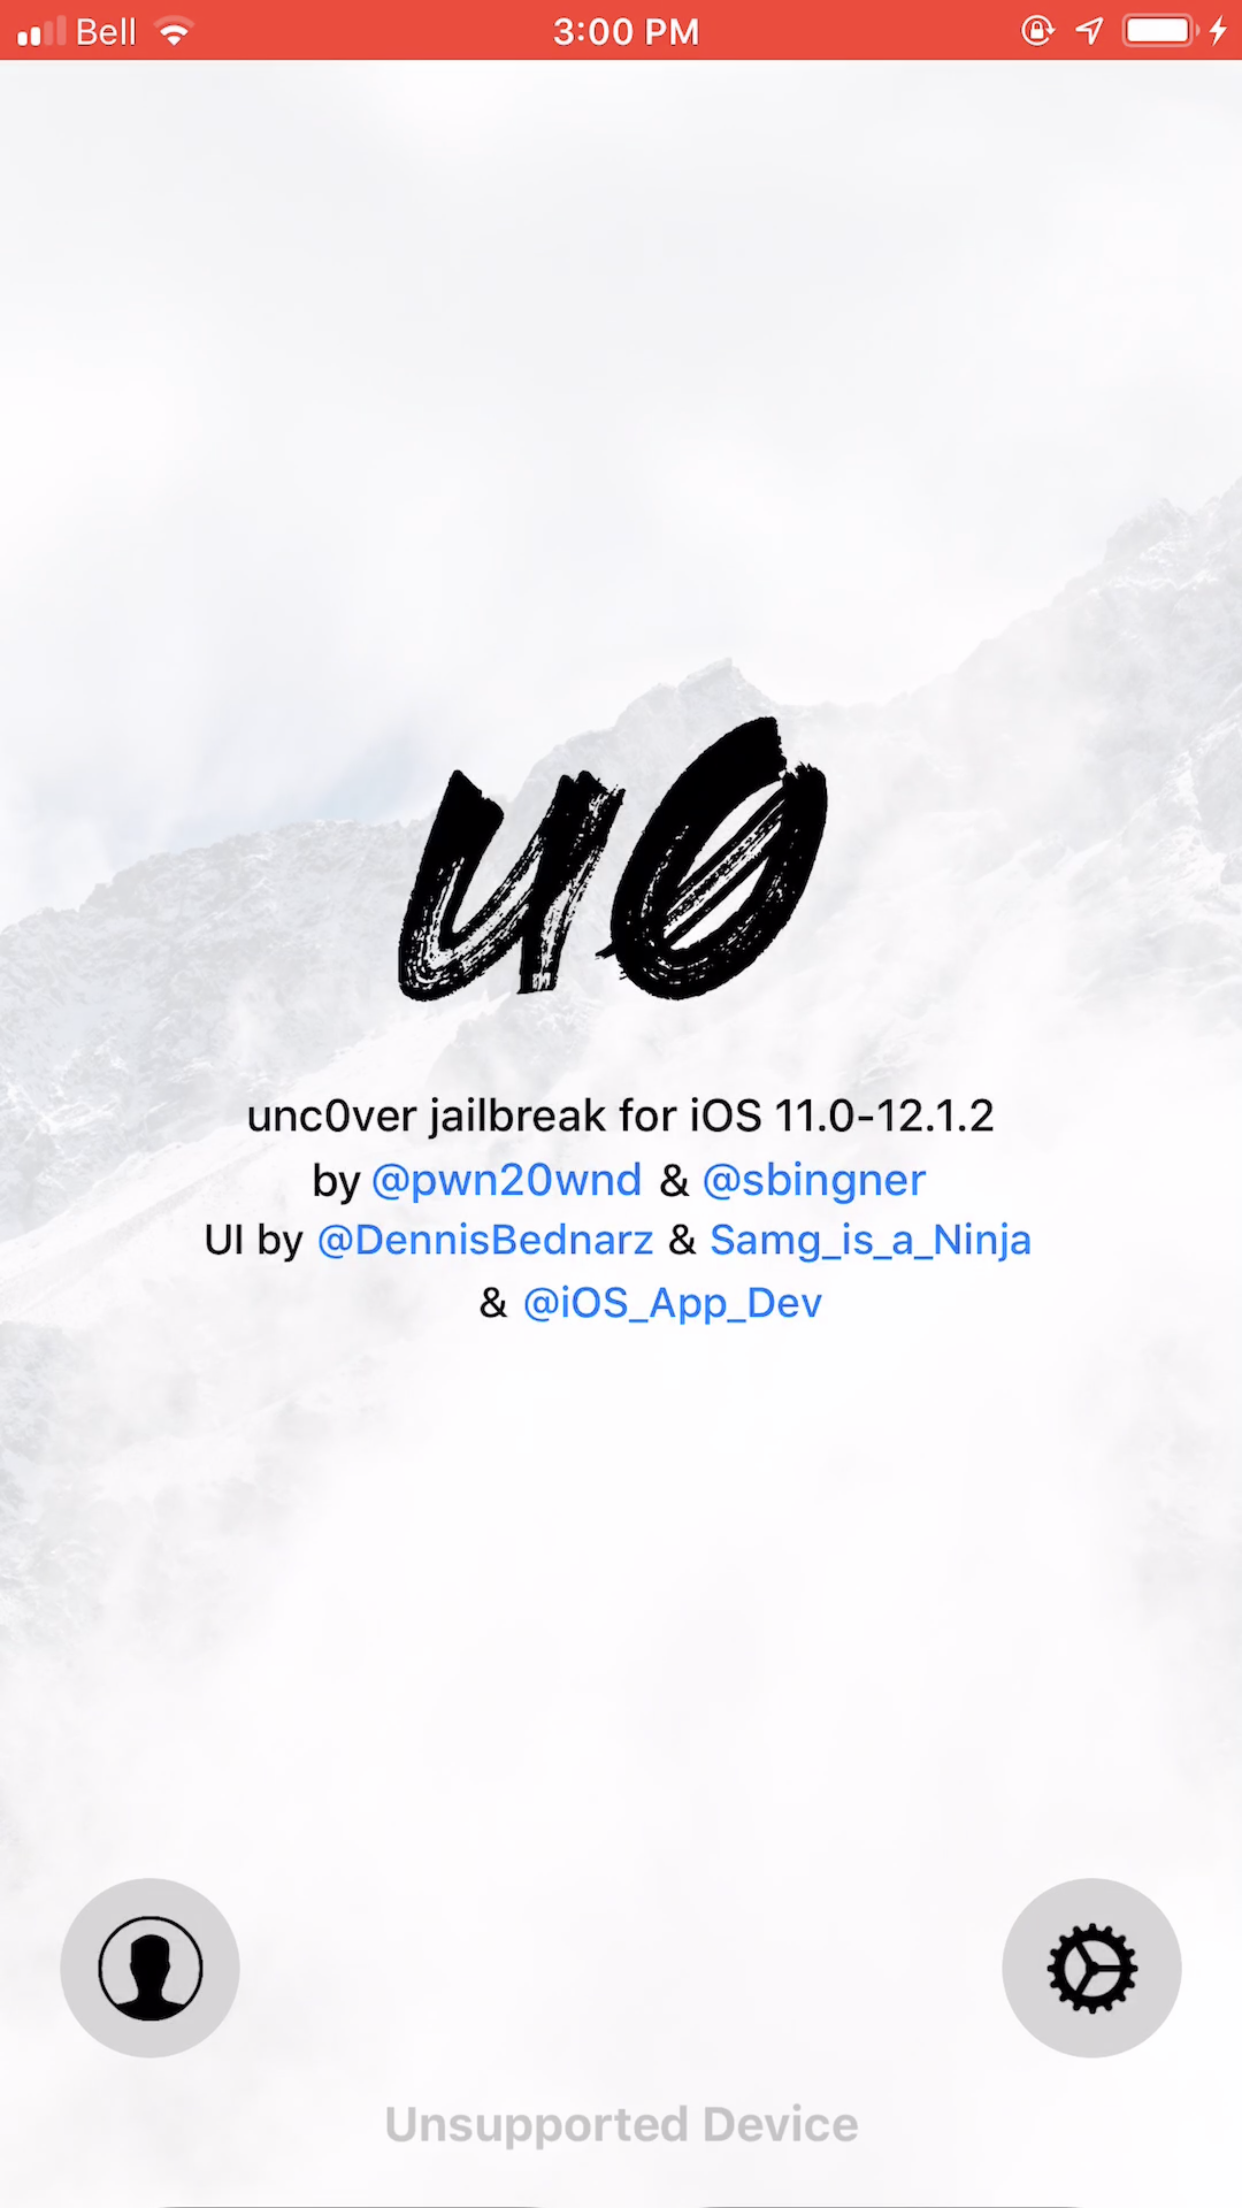 Bell 3:00 PM
u0
unc0ver jailbreak for iOS 11.0-12.1.2
by @pwn20wnd & @sbingner
UI by @DennisBednarz & Samg_is_a_Ninja
& @iOS_App_Dev
Unsupported Device